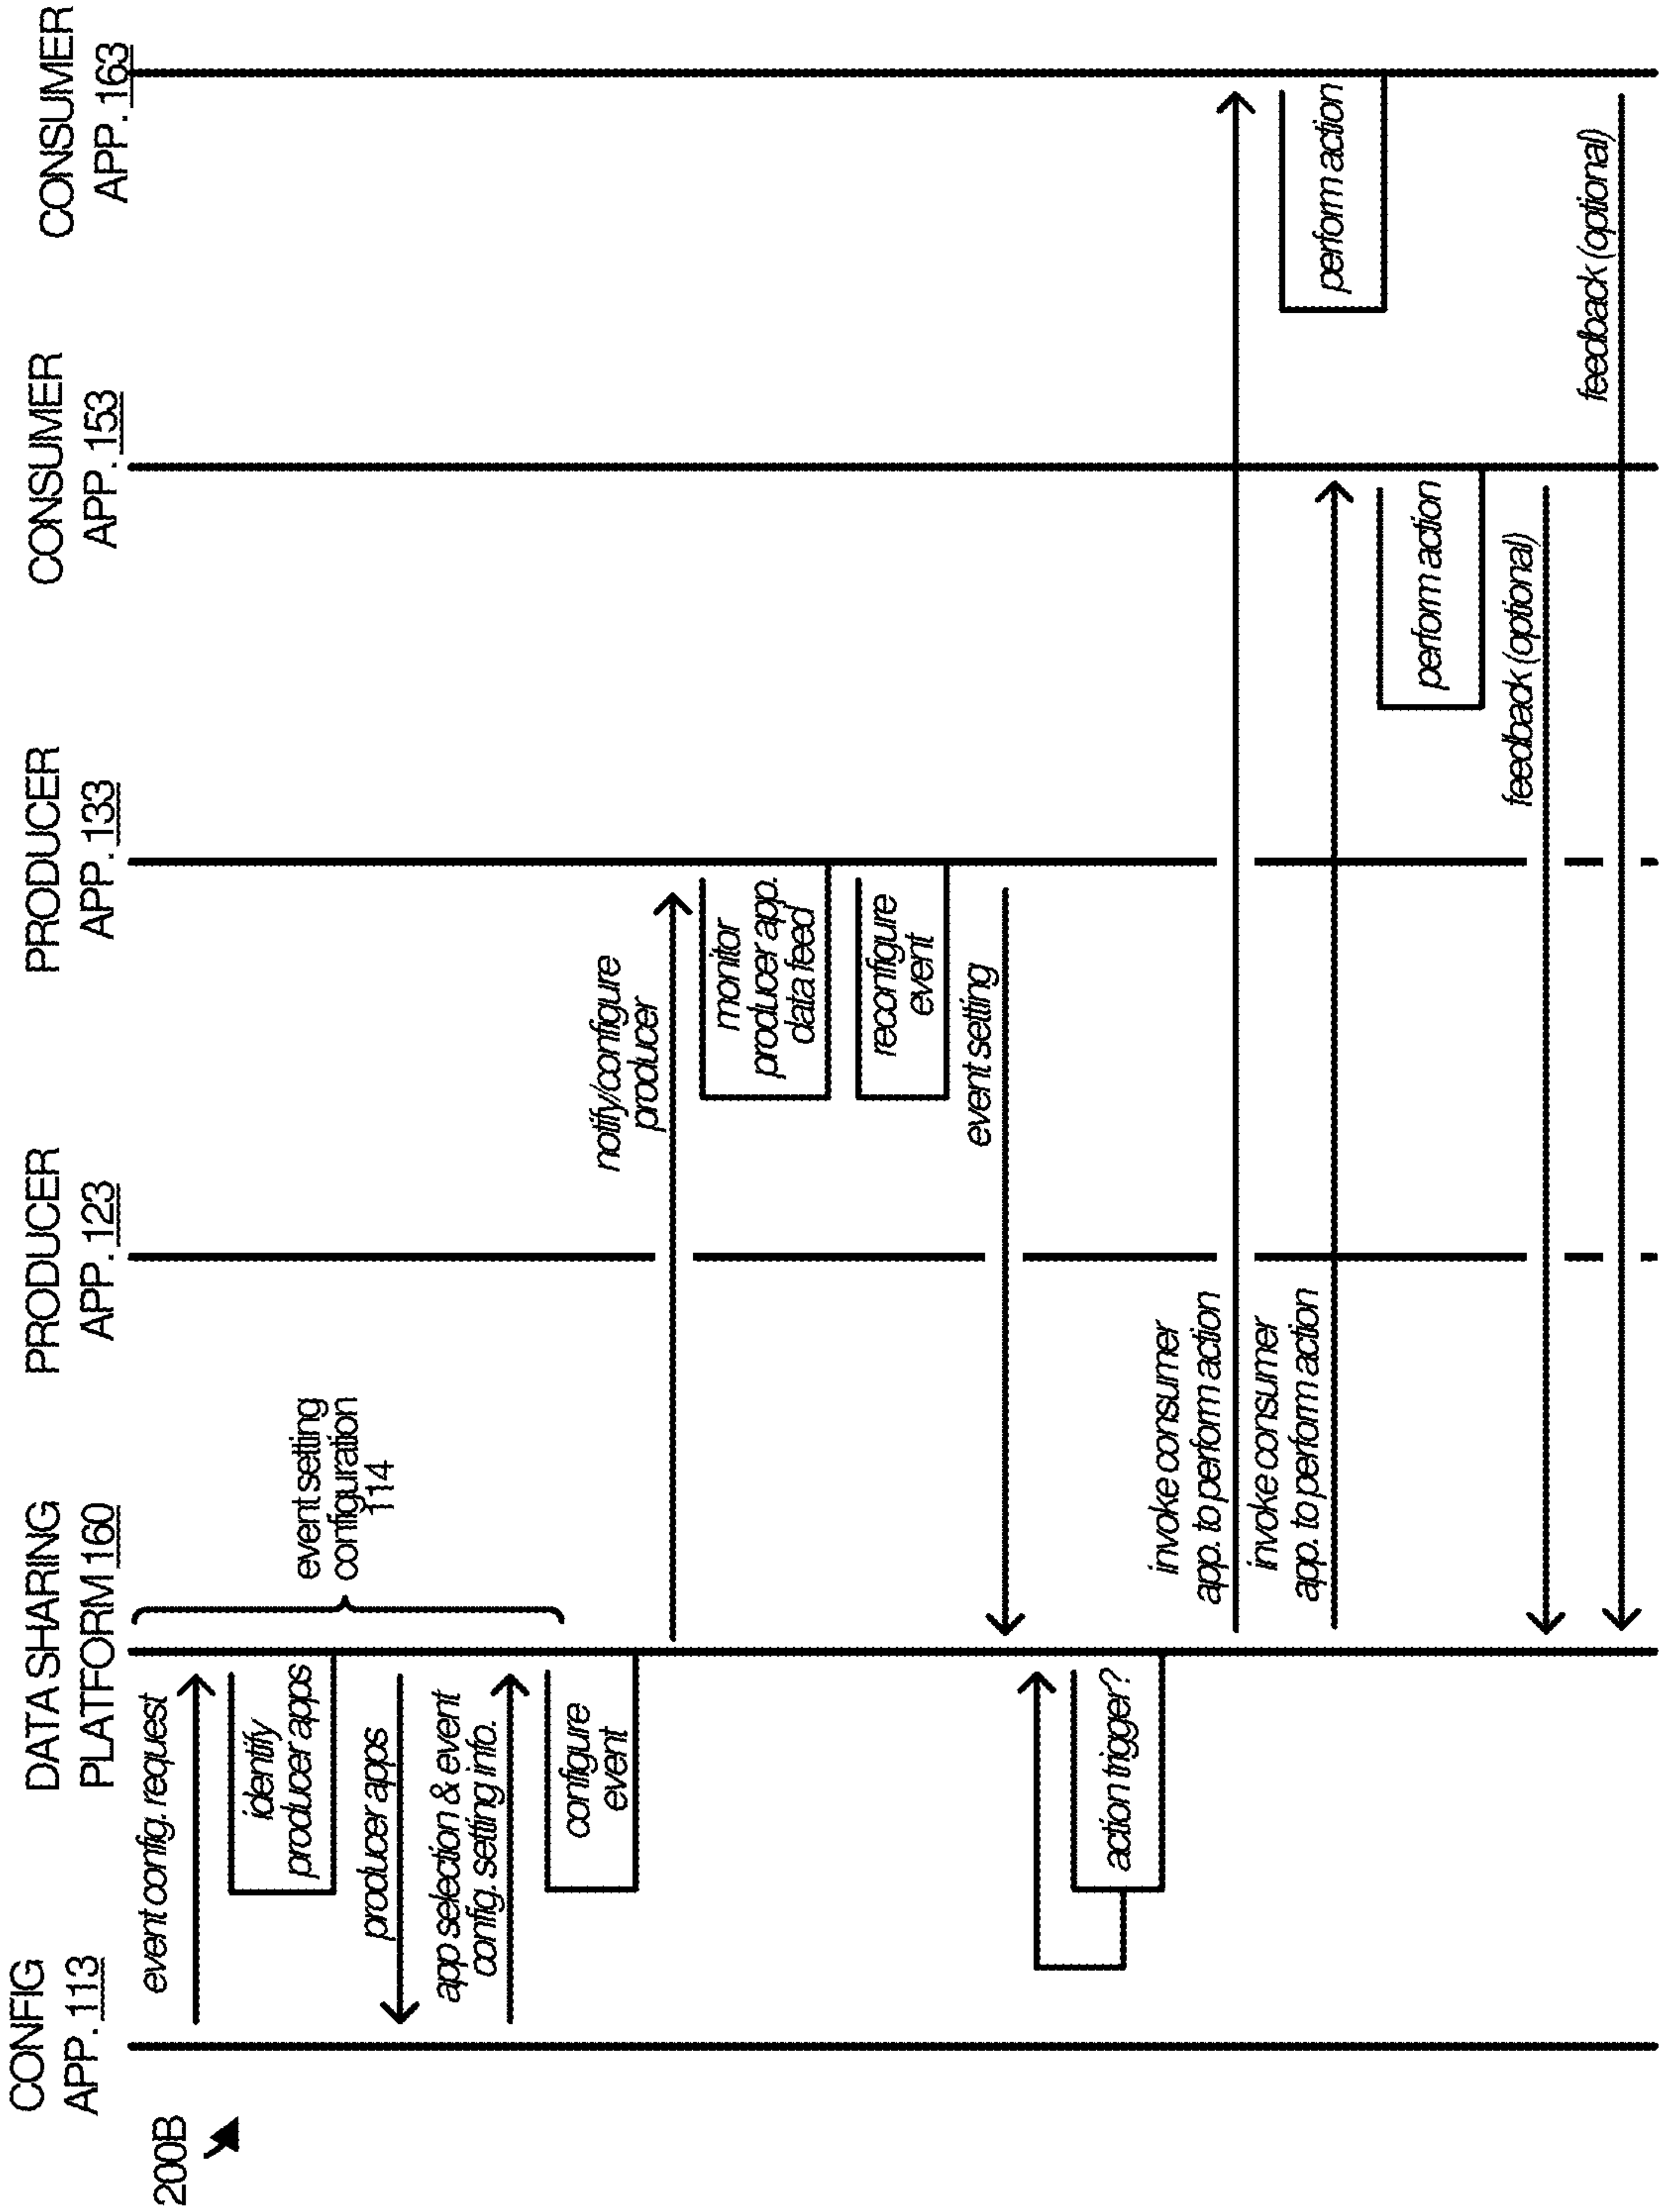 200B
CONFIG
APP. 113
DATA SHARING
PLATFORM 160
PRODUCER
APP. 123
PRODUCER
APP. 133
CONSUMER
APP. 153
CONSUMER
APP. 163
event config. request
identify
producer apps
producer apps
app selection & event
config. setting info.
configure
event
event setting
configuration
114
notify/configure
producer
monitor
producer app.
data feed
reconfigure
event
event setting
action trigger?
invoke consumer
app. to perform action
invoke consumer
app. to perform action
perform action
perform action
feedback (optional)
feedback (optional)